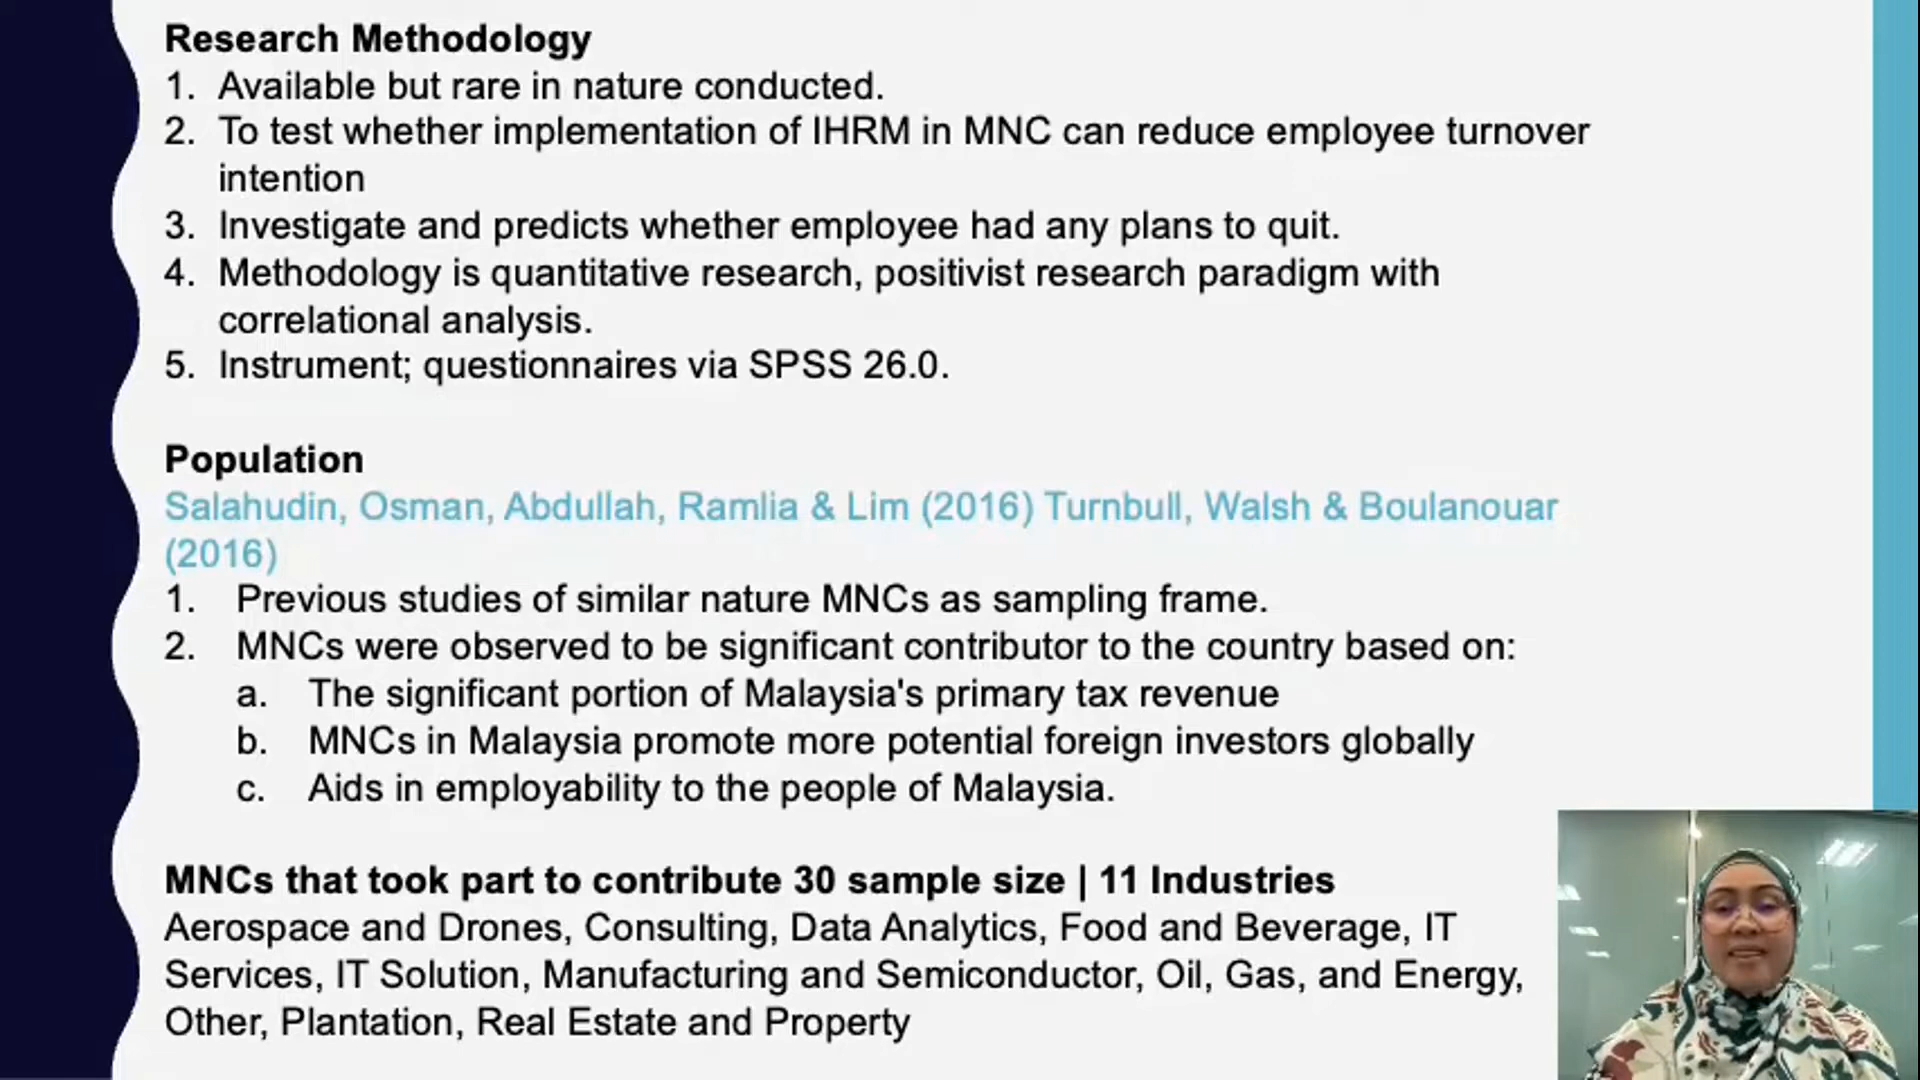 Research Methodology
1. Available but rare in nature conducted.
2. To test whether implementation of IHRM in MNC can reduce employee turnover
intention
3. Investigate and predicts whether employee had any plans to quit.
4. Methodology is quantitative research, positivist research paradigm with
correlational analysis.
5. Instrument; questionnaires via SPSS 26.0.
Population
Salahudin, Osman, Abdullah, Ramlia & Lim (2016) Turnbull, Walsh & Boulanouar
(2016)
1. Previous studies of similar nature MNCs as sampling frame.
2. MNCs were observed to be significant contributor to the country based on:
a. The significant portion of Malaysia's primary tax revenue
b. MNCs in Malaysia promote more potential foreign investors globally
c. Aids in employability to the people of Malaysia.
MNCs that took part to contribute 30 sample size | 11 Industries
Aerospace and Drones, Consulting, Data Analytics, Food and Beverage, IT
Services, IT Solution, Manufacturing and Semiconductor, Oil, Gas, and Energy,
Other, Plantation, Real Estate and Property